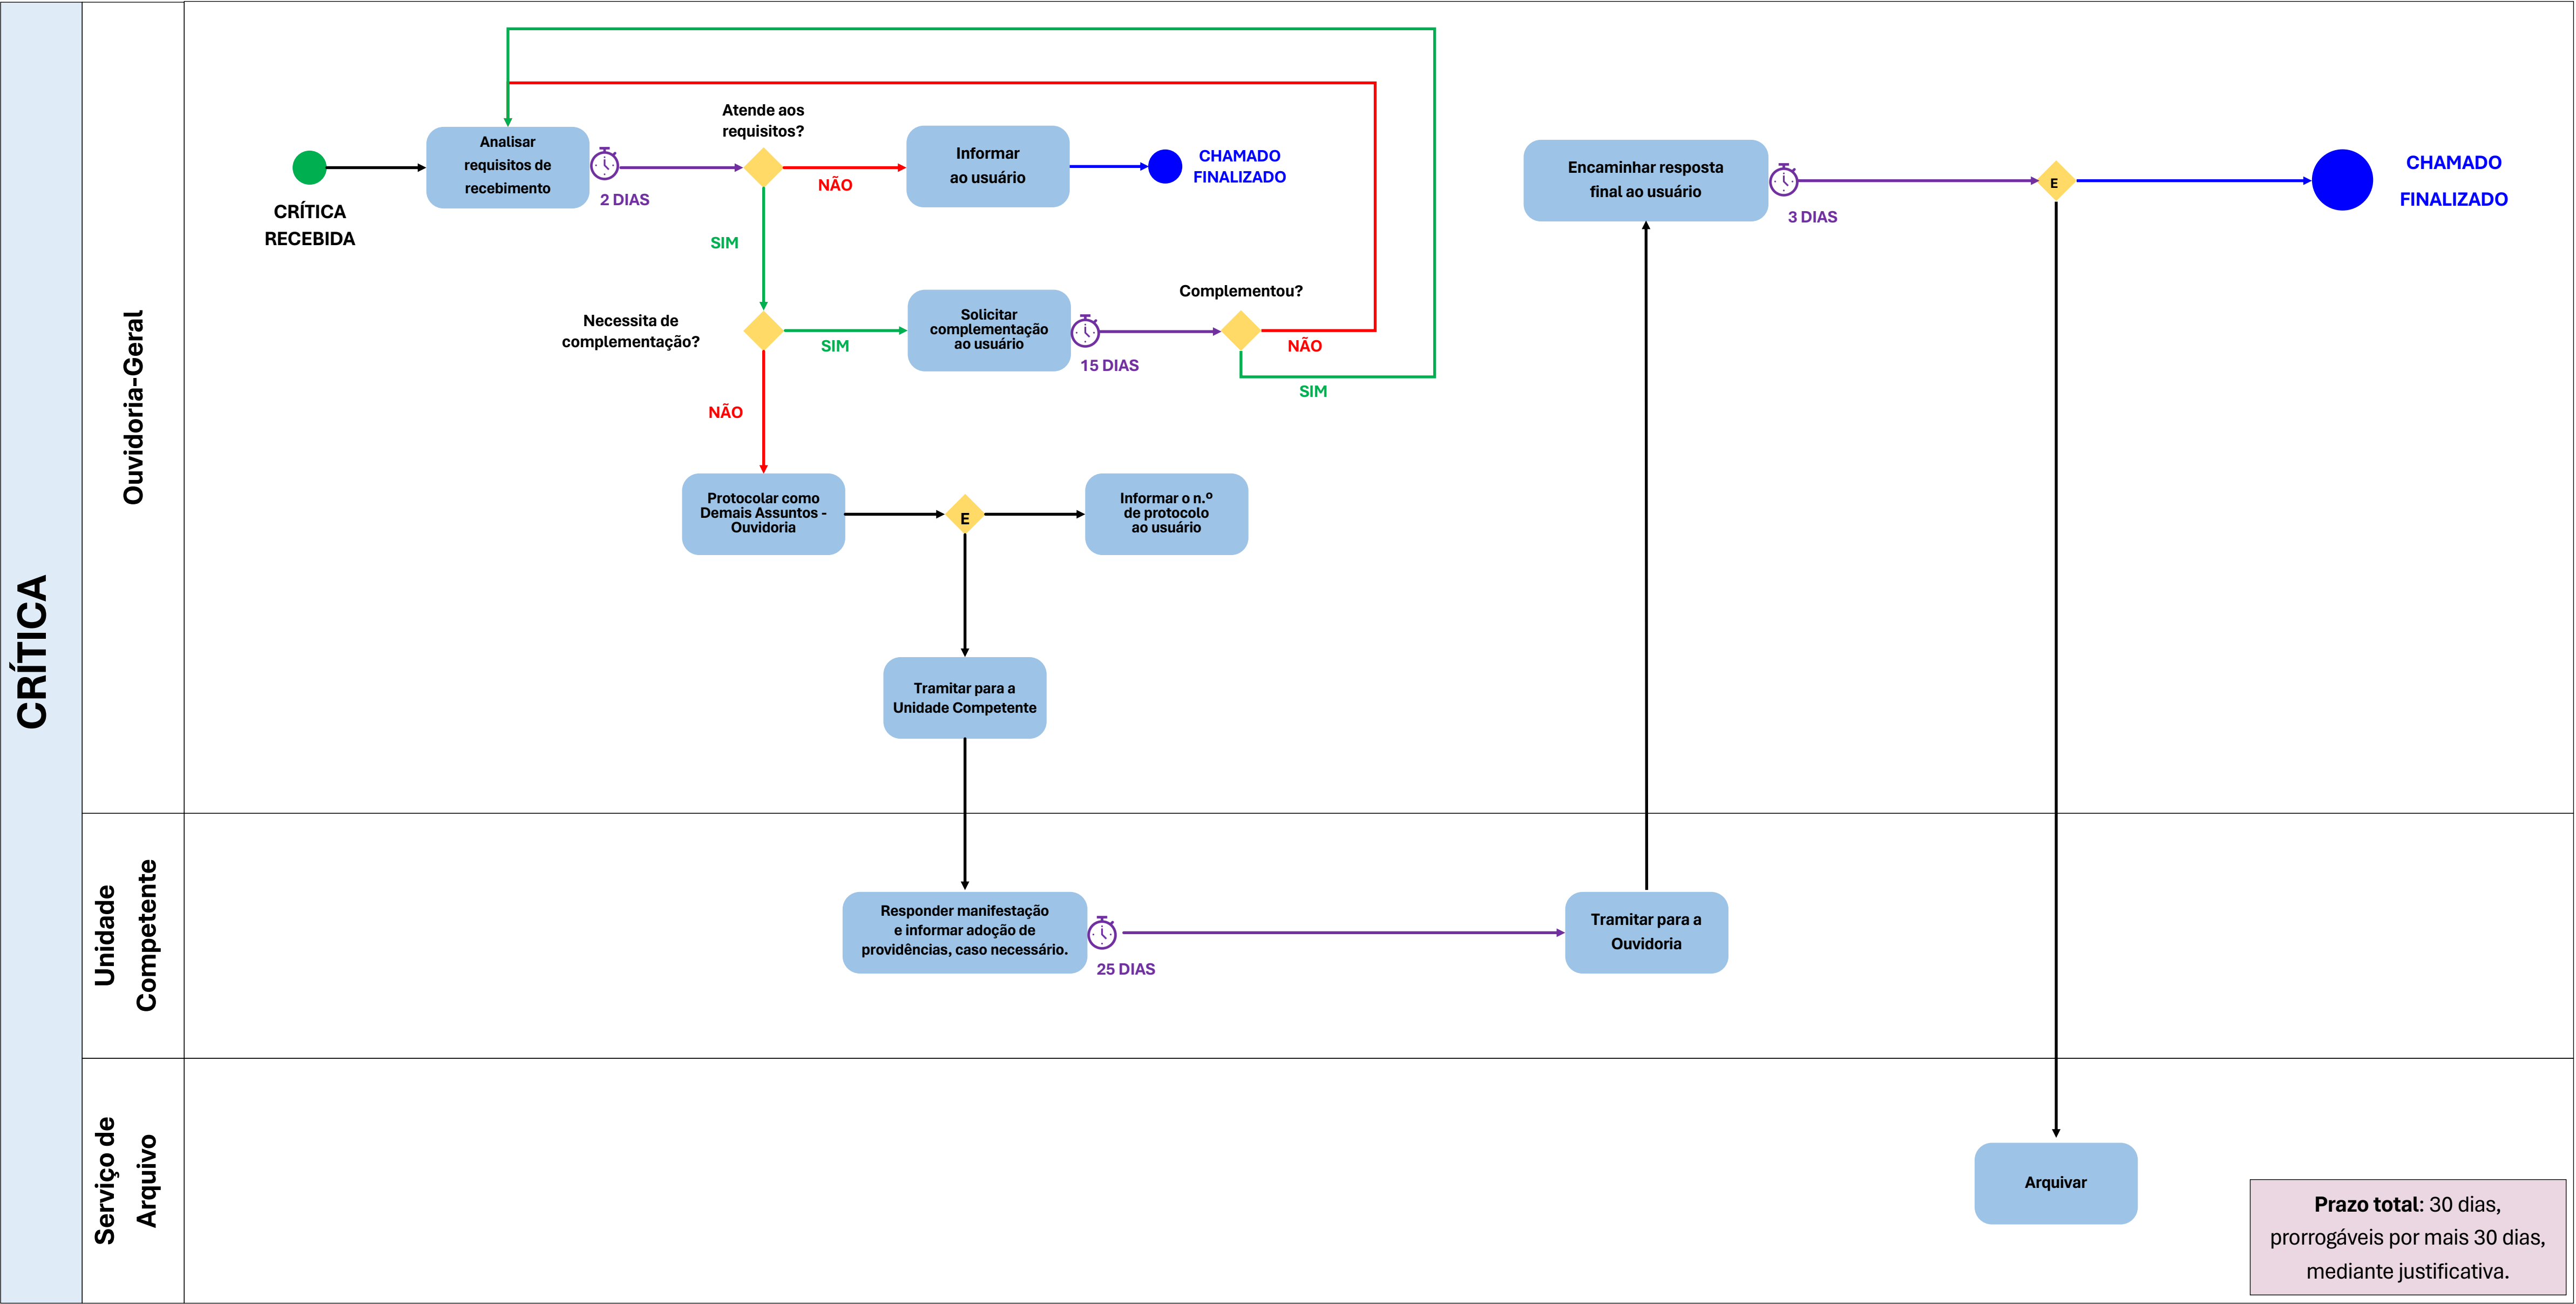 CRÍTICA
Ouvidoria-Geral
CRÍTICA
RECEBIDA
Analisar
requisitos de
recebimento
2 DIAS
Atende aos
requisitos?
NÃO
Informar
ao usuário
CHAMADO
FINALIZADO
SIM
Necessita de
complementação?
SIM
Solicitar
complementação
ao usuário
15 DIAS
Complementou?
NÃO
SIM
NÃO
Protocolar como
Demais Assuntos -
Ouvidoria
E
Informar o n.º
de protocolo
ao usuário
Tramitar para a
Unidade Competente
Encaminhar resposta
final ao usuário
3 DIAS
E
CHAMADO
FINALIZADO
Unidade
Competente
Responder manifestação
e informar adoção de
providências, caso necessário.
25 DIAS
Tramitar para a
Ouvidoria
Serviço de
Arquivo
Arquivar
Prazo total: 30 dias,
prorrogáveis por mais 30 dias,
mediante justificativa.